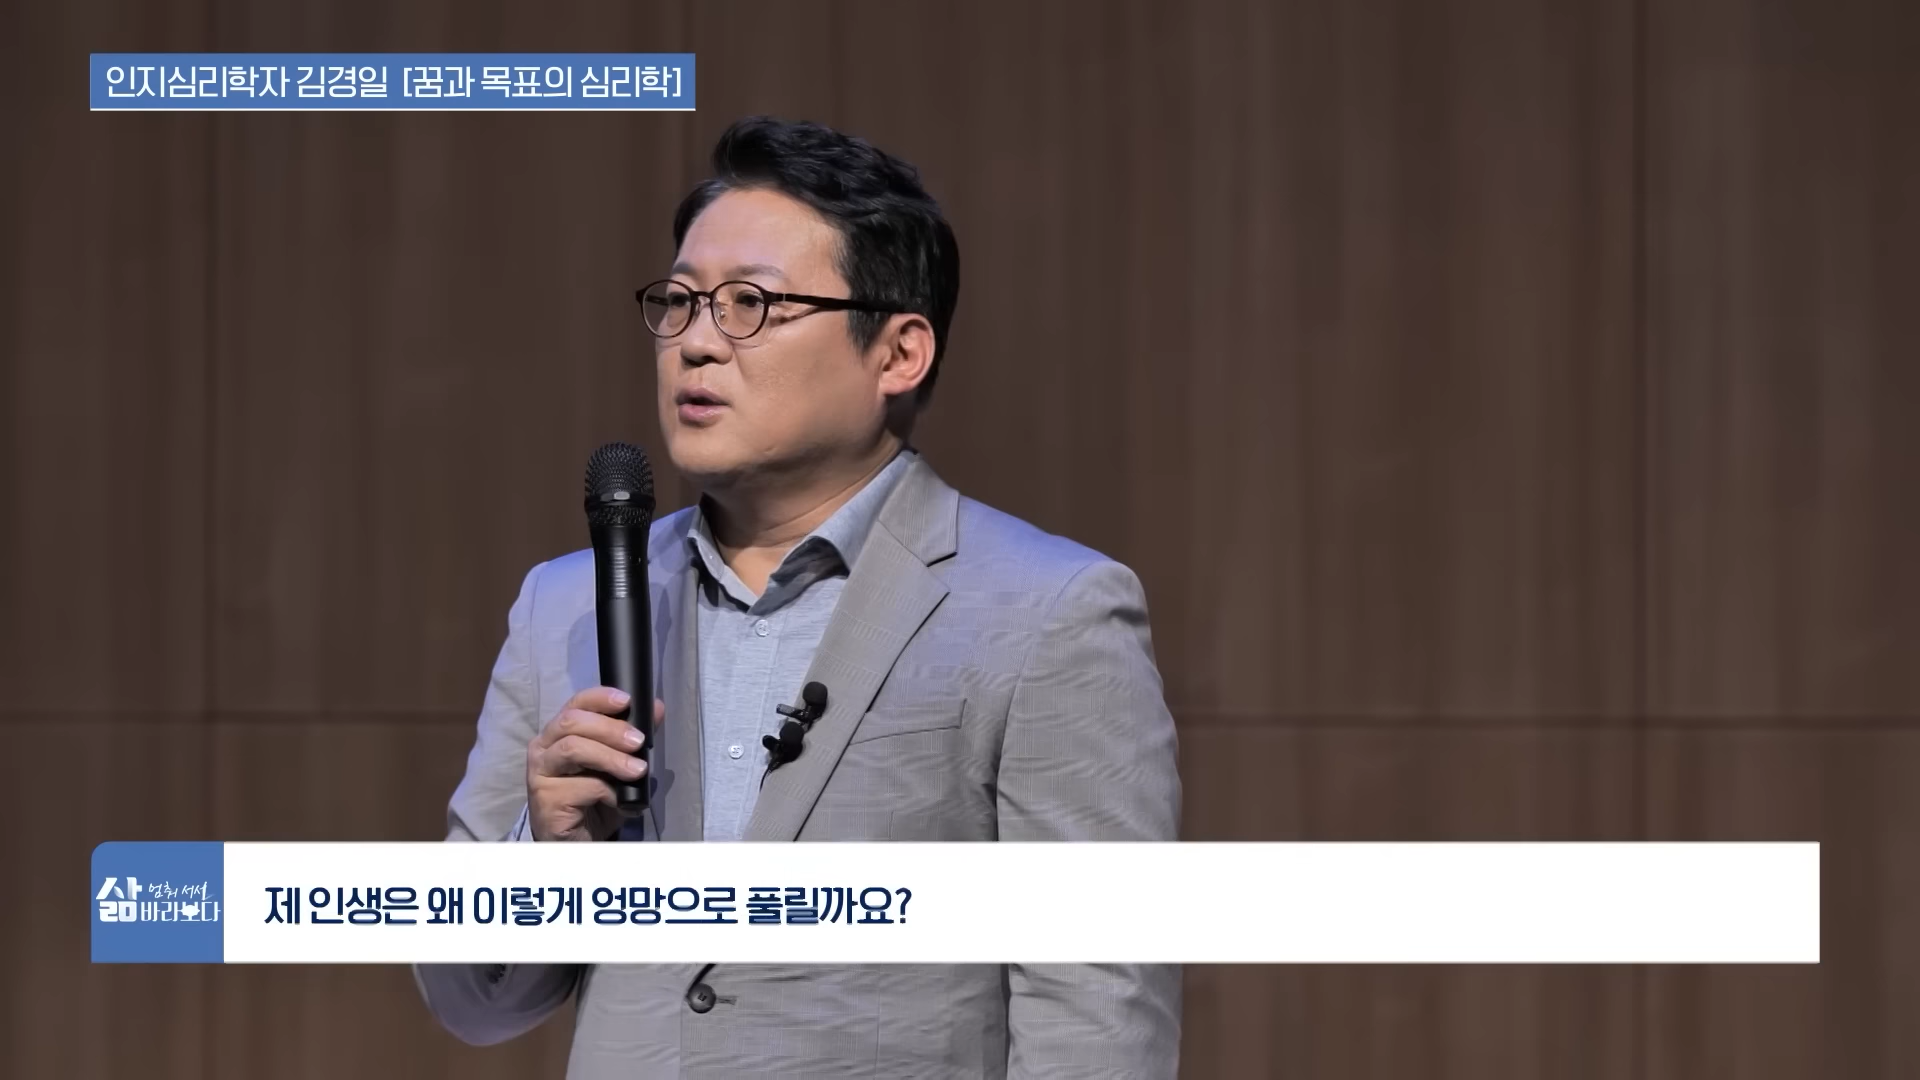 인지심리학자 김경일 [꿈과 목표의 심리학]
삶 멈춰 서서
바라보다
제 인생은 왜 이렇게 엉망으로 풀릴까요?